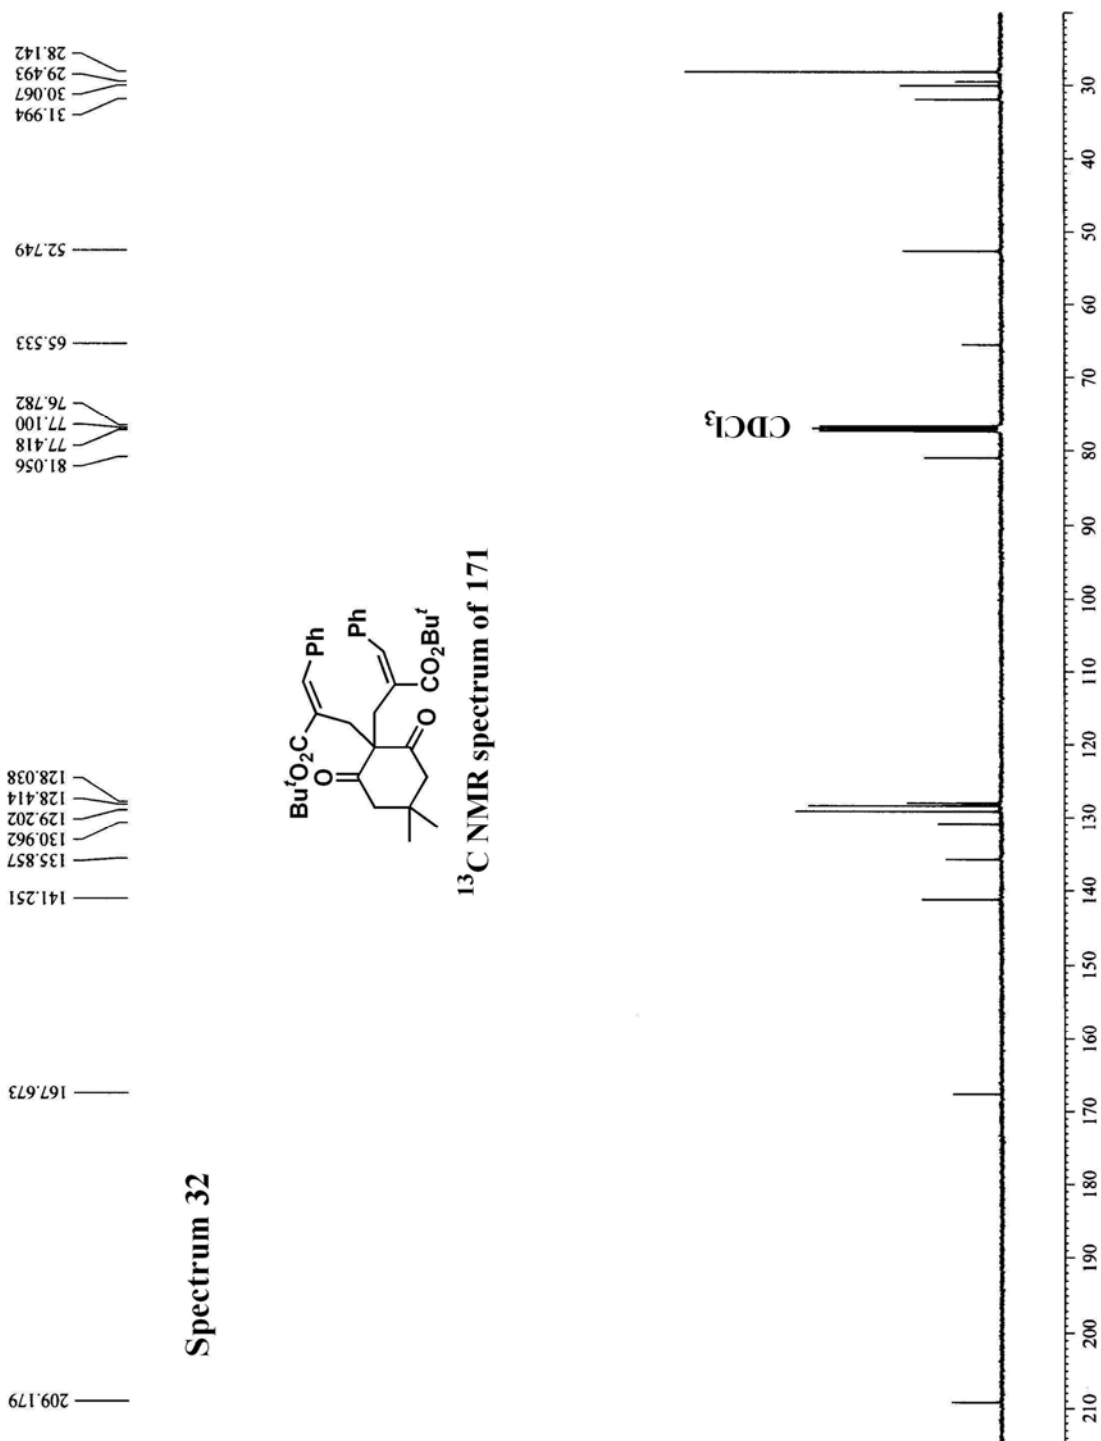 Spectrum 32
209.179
167.673
141.251
135.857
130.962
129.202
128.414
128.038
81.056
77.418
77.100
76.782
65.533
52.749
31.994
30.067
29.493
28.142
BuᵗO₂C
Ph
Ph
O
O
CO₂Buᵗ
¹³C NMR spectrum of 171
CDCl₃
210 200 190 180 170 160 150 140 130 120 110 100 90 80 70 60 50 40 30